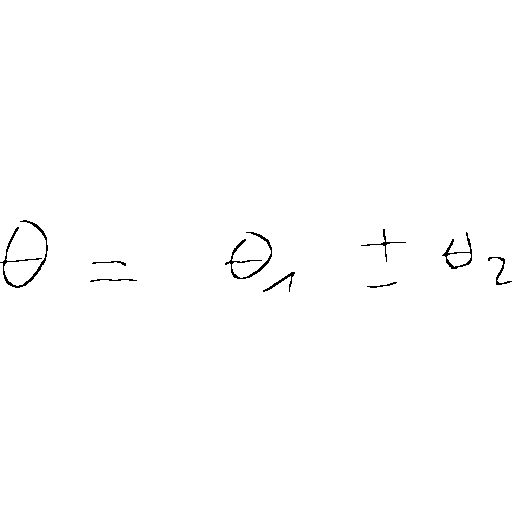 θ = θ₁ ± θ₂